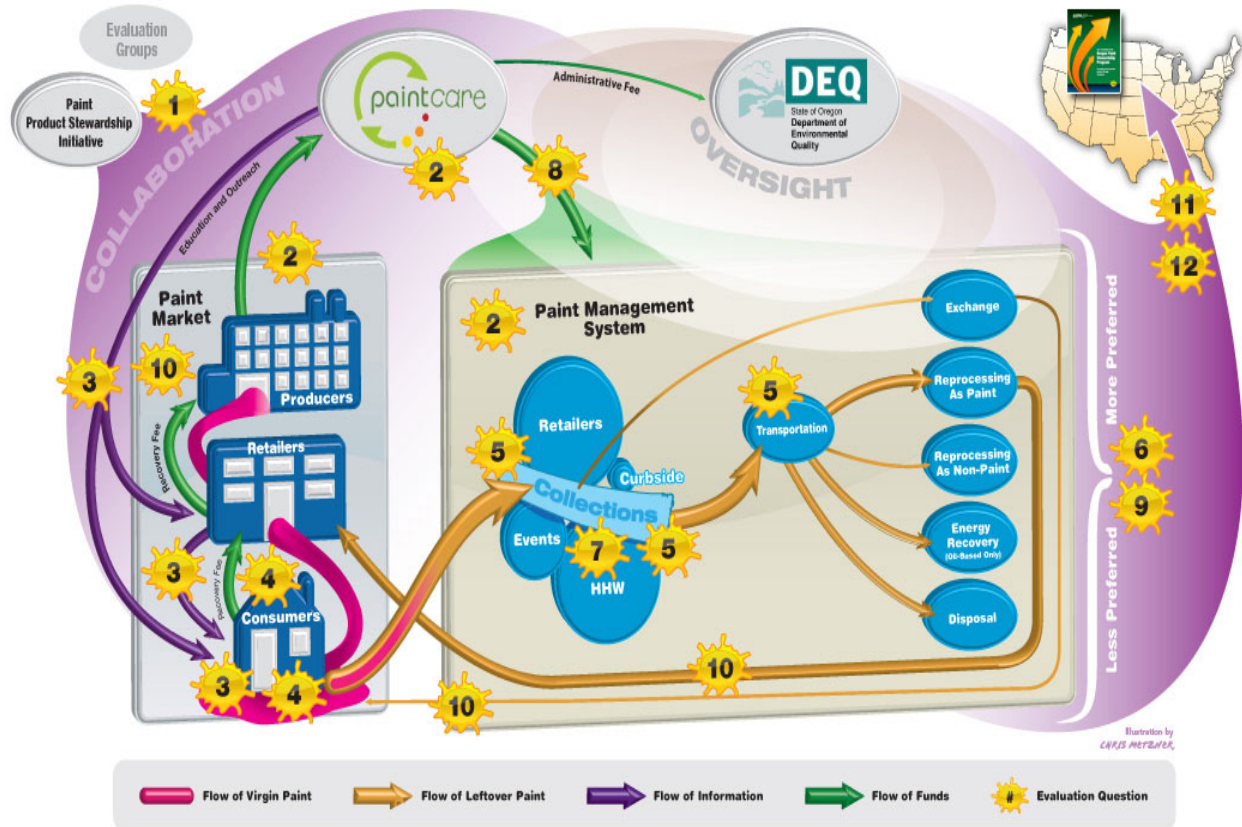 Evaluation
Groups
Paint
Product Stewardship
Initiative
1
COLLABORATION
paintcare
2
Administrative Fee
DEQ
State of Oregon
Department of
Environmental
Quality
OVERSIGHT
8
11
12
Education and Outreach
2
Paint
Market
10
3
Producers
Recovery Fee
Retailers
3
Recovery Fee
4
Consumers
3
4
2
Paint Management
System
Retailers
5
Curbside
Collections
Events
7
5
HHW
5
Transportation
Exchange
Reprocessing
As Paint
Reprocessing
As Non-Paint
Energy
Recovery
(Oil-Based Only)
Disposal
More Preferred
Less Preferred
6
9
10
10
Illustration by
CHRIS METZNER
Flow of Virgin Paint
Flow of Leftover Paint
Flow of Information
Flow of Funds
# Evaluation Question